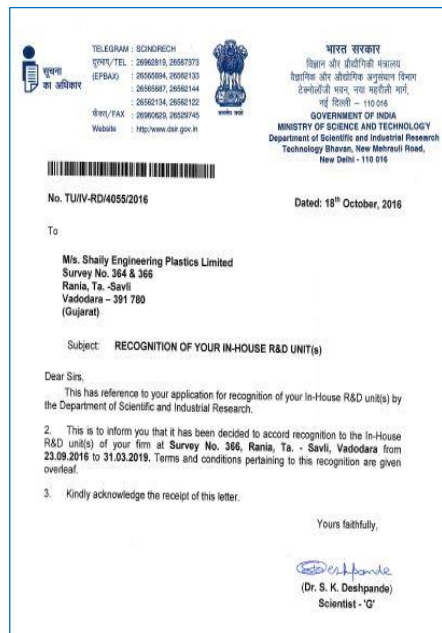 सूचना
का अधिकार
TELEGRAM : SCINDRECH
दूरभाष/TEL : 26962819, 26567373
(EPBAX) : 26565694, 26562133
: 26565687, 26562144
: 26562134, 26562122
फैक्स/FAX : 26960629, 26529745
Website : http:/www.dsir.gov.in
भारत सरकार
विज्ञान और प्रौद्योगिकी मंत्रालय
वैज्ञानिक और औद्योगिक अनुसंधान विभाग
टेक्नोलॉजी भवन, नया महरौली मार्ग,
नई दिल्ली – 110 016
GOVERNMENT OF INDIA
MINISTRY OF SCIENCE AND TECHNOLOGY
Department of Scientific and Industrial Research
Technology Bhavan, New Mehrauli Road,
New Delhi - 110 016
No. TU/IV-RD/4055/2016
Dated: 18th October, 2016
To
M/s. Shaily Engineering Plastics Limited
Survey No. 364 & 366
Rania, Ta. -Savli
Vadodara – 391 780
(Gujarat)
Subject: RECOGNITION OF YOUR IN-HOUSE R&D UNIT(s)
Dear Sirs,
This has reference to your application for recognition of your In-House R&D unit(s) by
the Department of Scientific and Industrial Research.
2. This is to inform you that it has been decided to accord recognition to the In-House
R&D unit(s) of your firm at Survey No. 366, Rania, Ta. - Savli, Vadodara from
23.09.2016 to 31.03.2019. Terms and conditions pertaining to this recognition are given
overleaf.
3. Kindly acknowledge the receipt of this letter.
Yours faithfully,
Deshpande
(Dr. S. K. Deshpande)
Scientist - 'G'